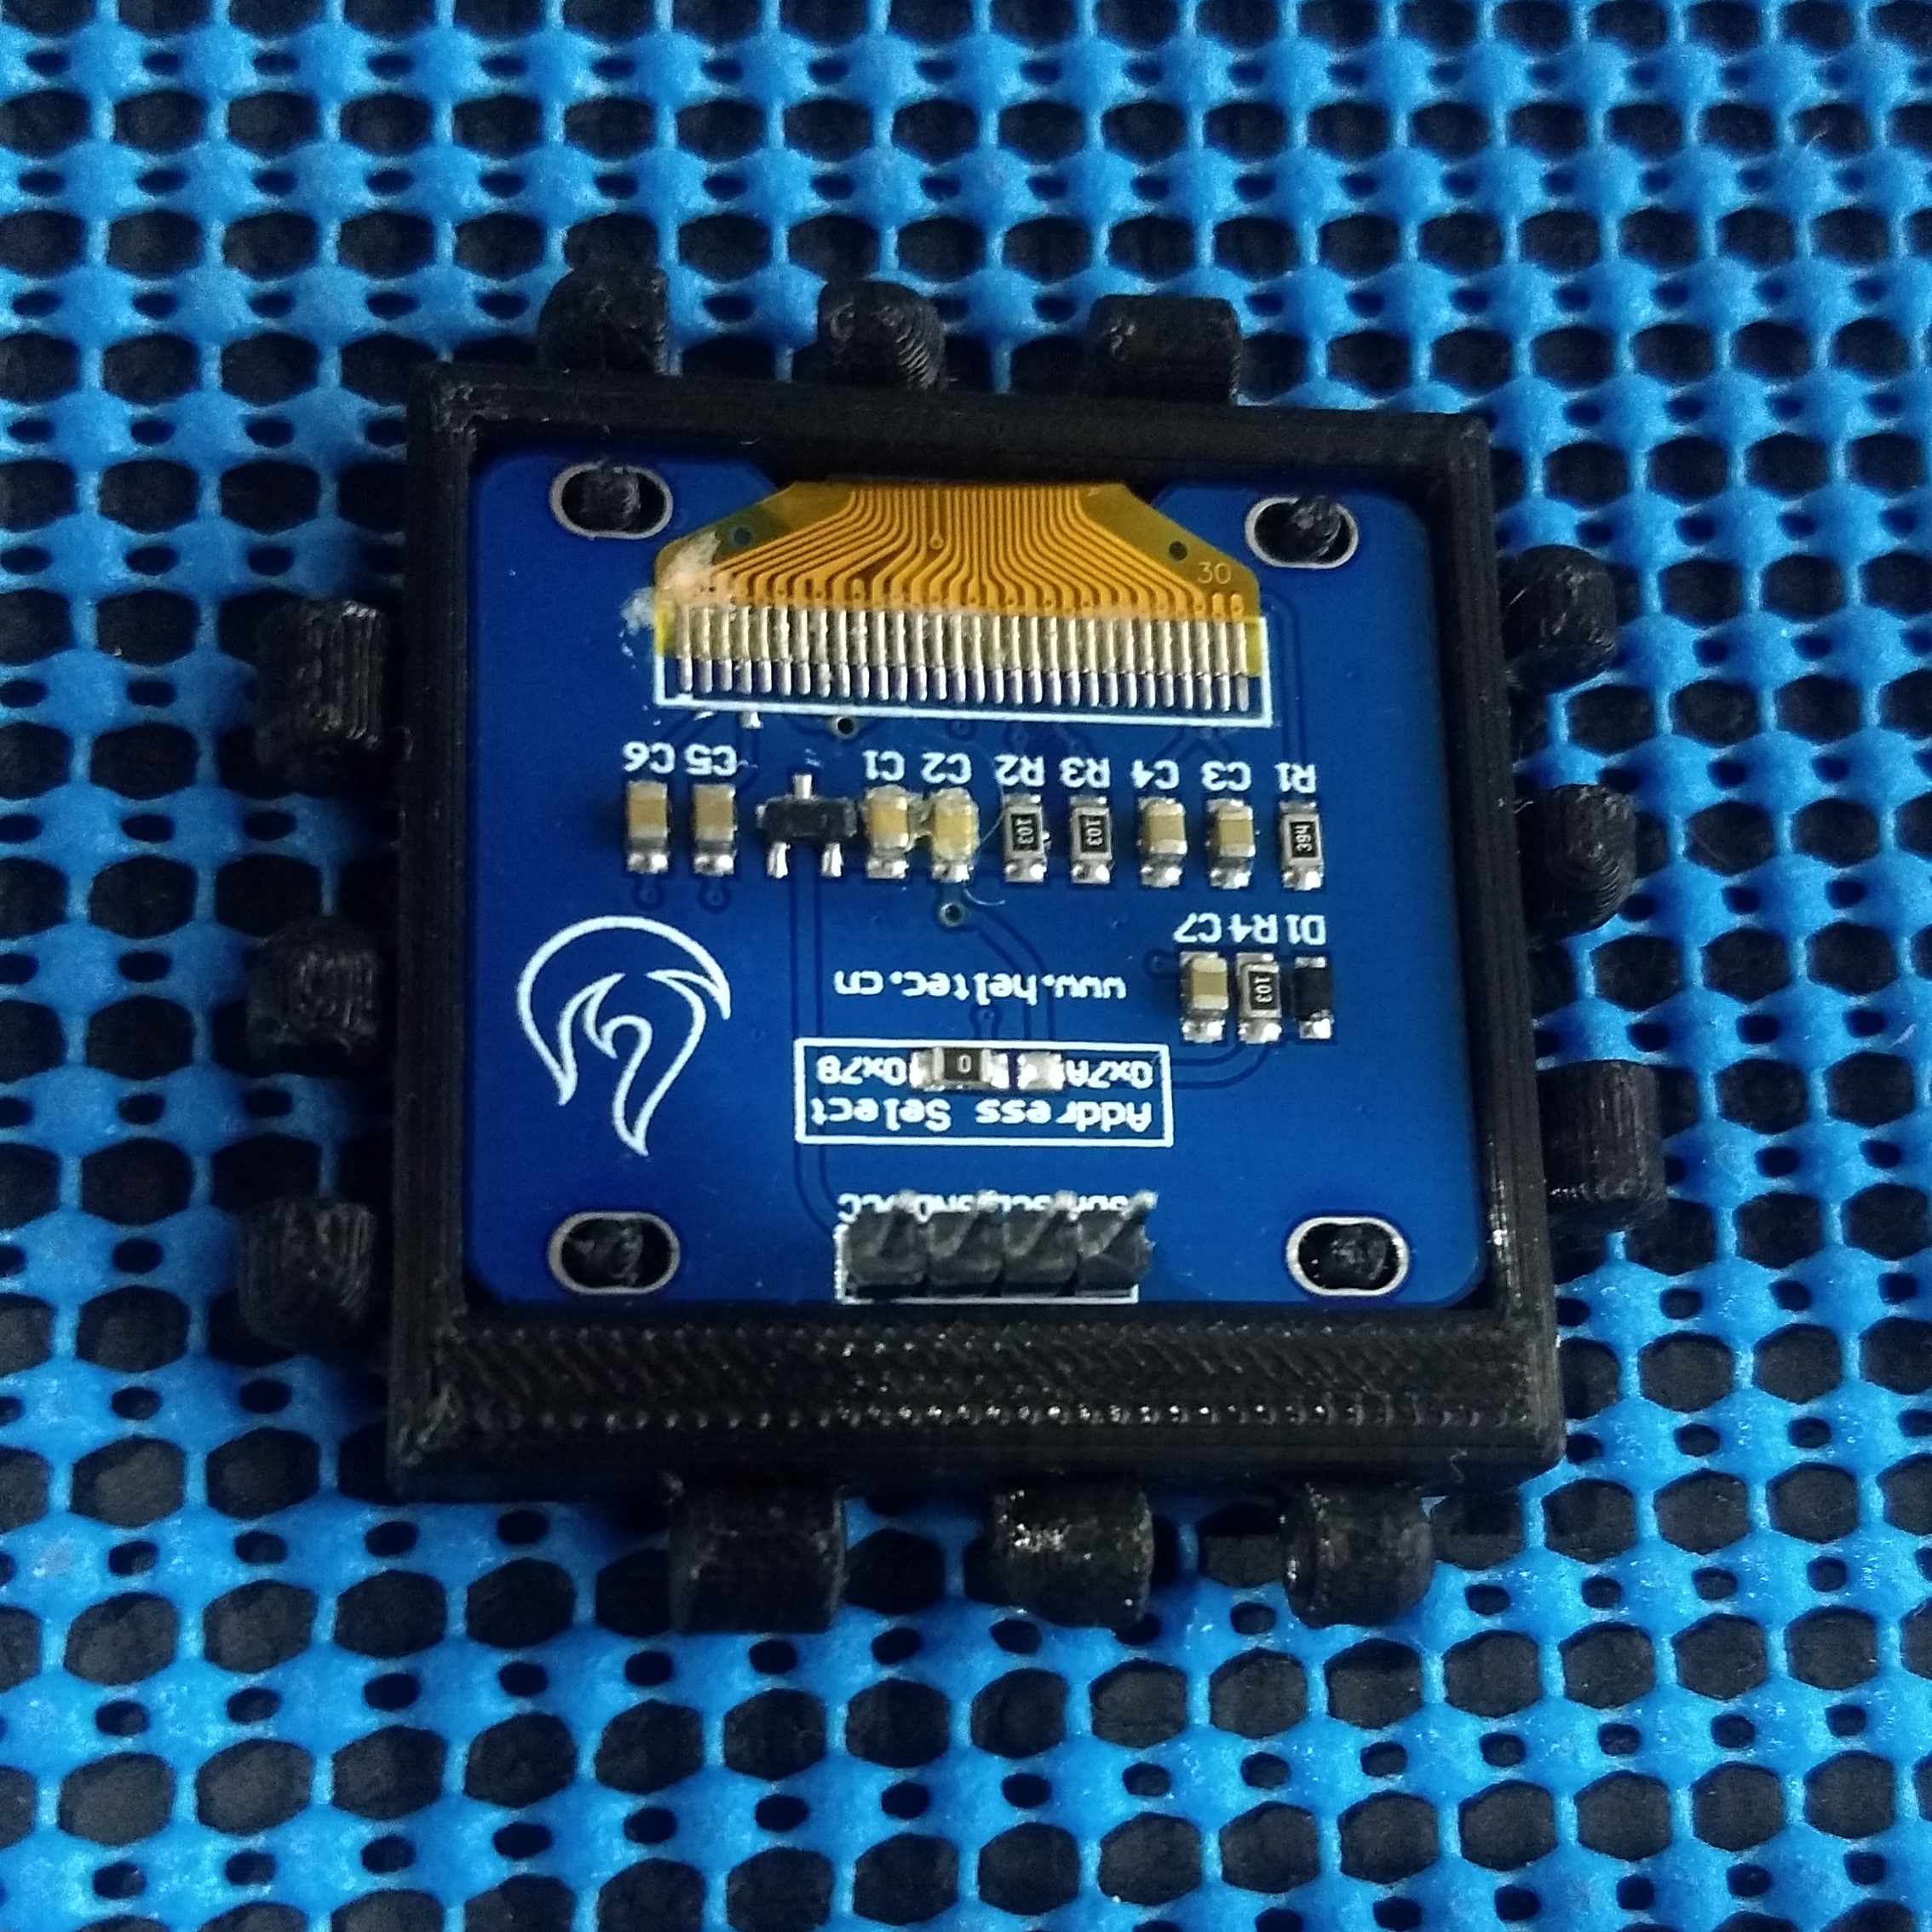 Address Select
0x7A 0 0x78
www.heltec.cn
103
D1 R4 C7
394 103 103
R1 C3 C4 R3 R2 C2 C1 C5 C6
30